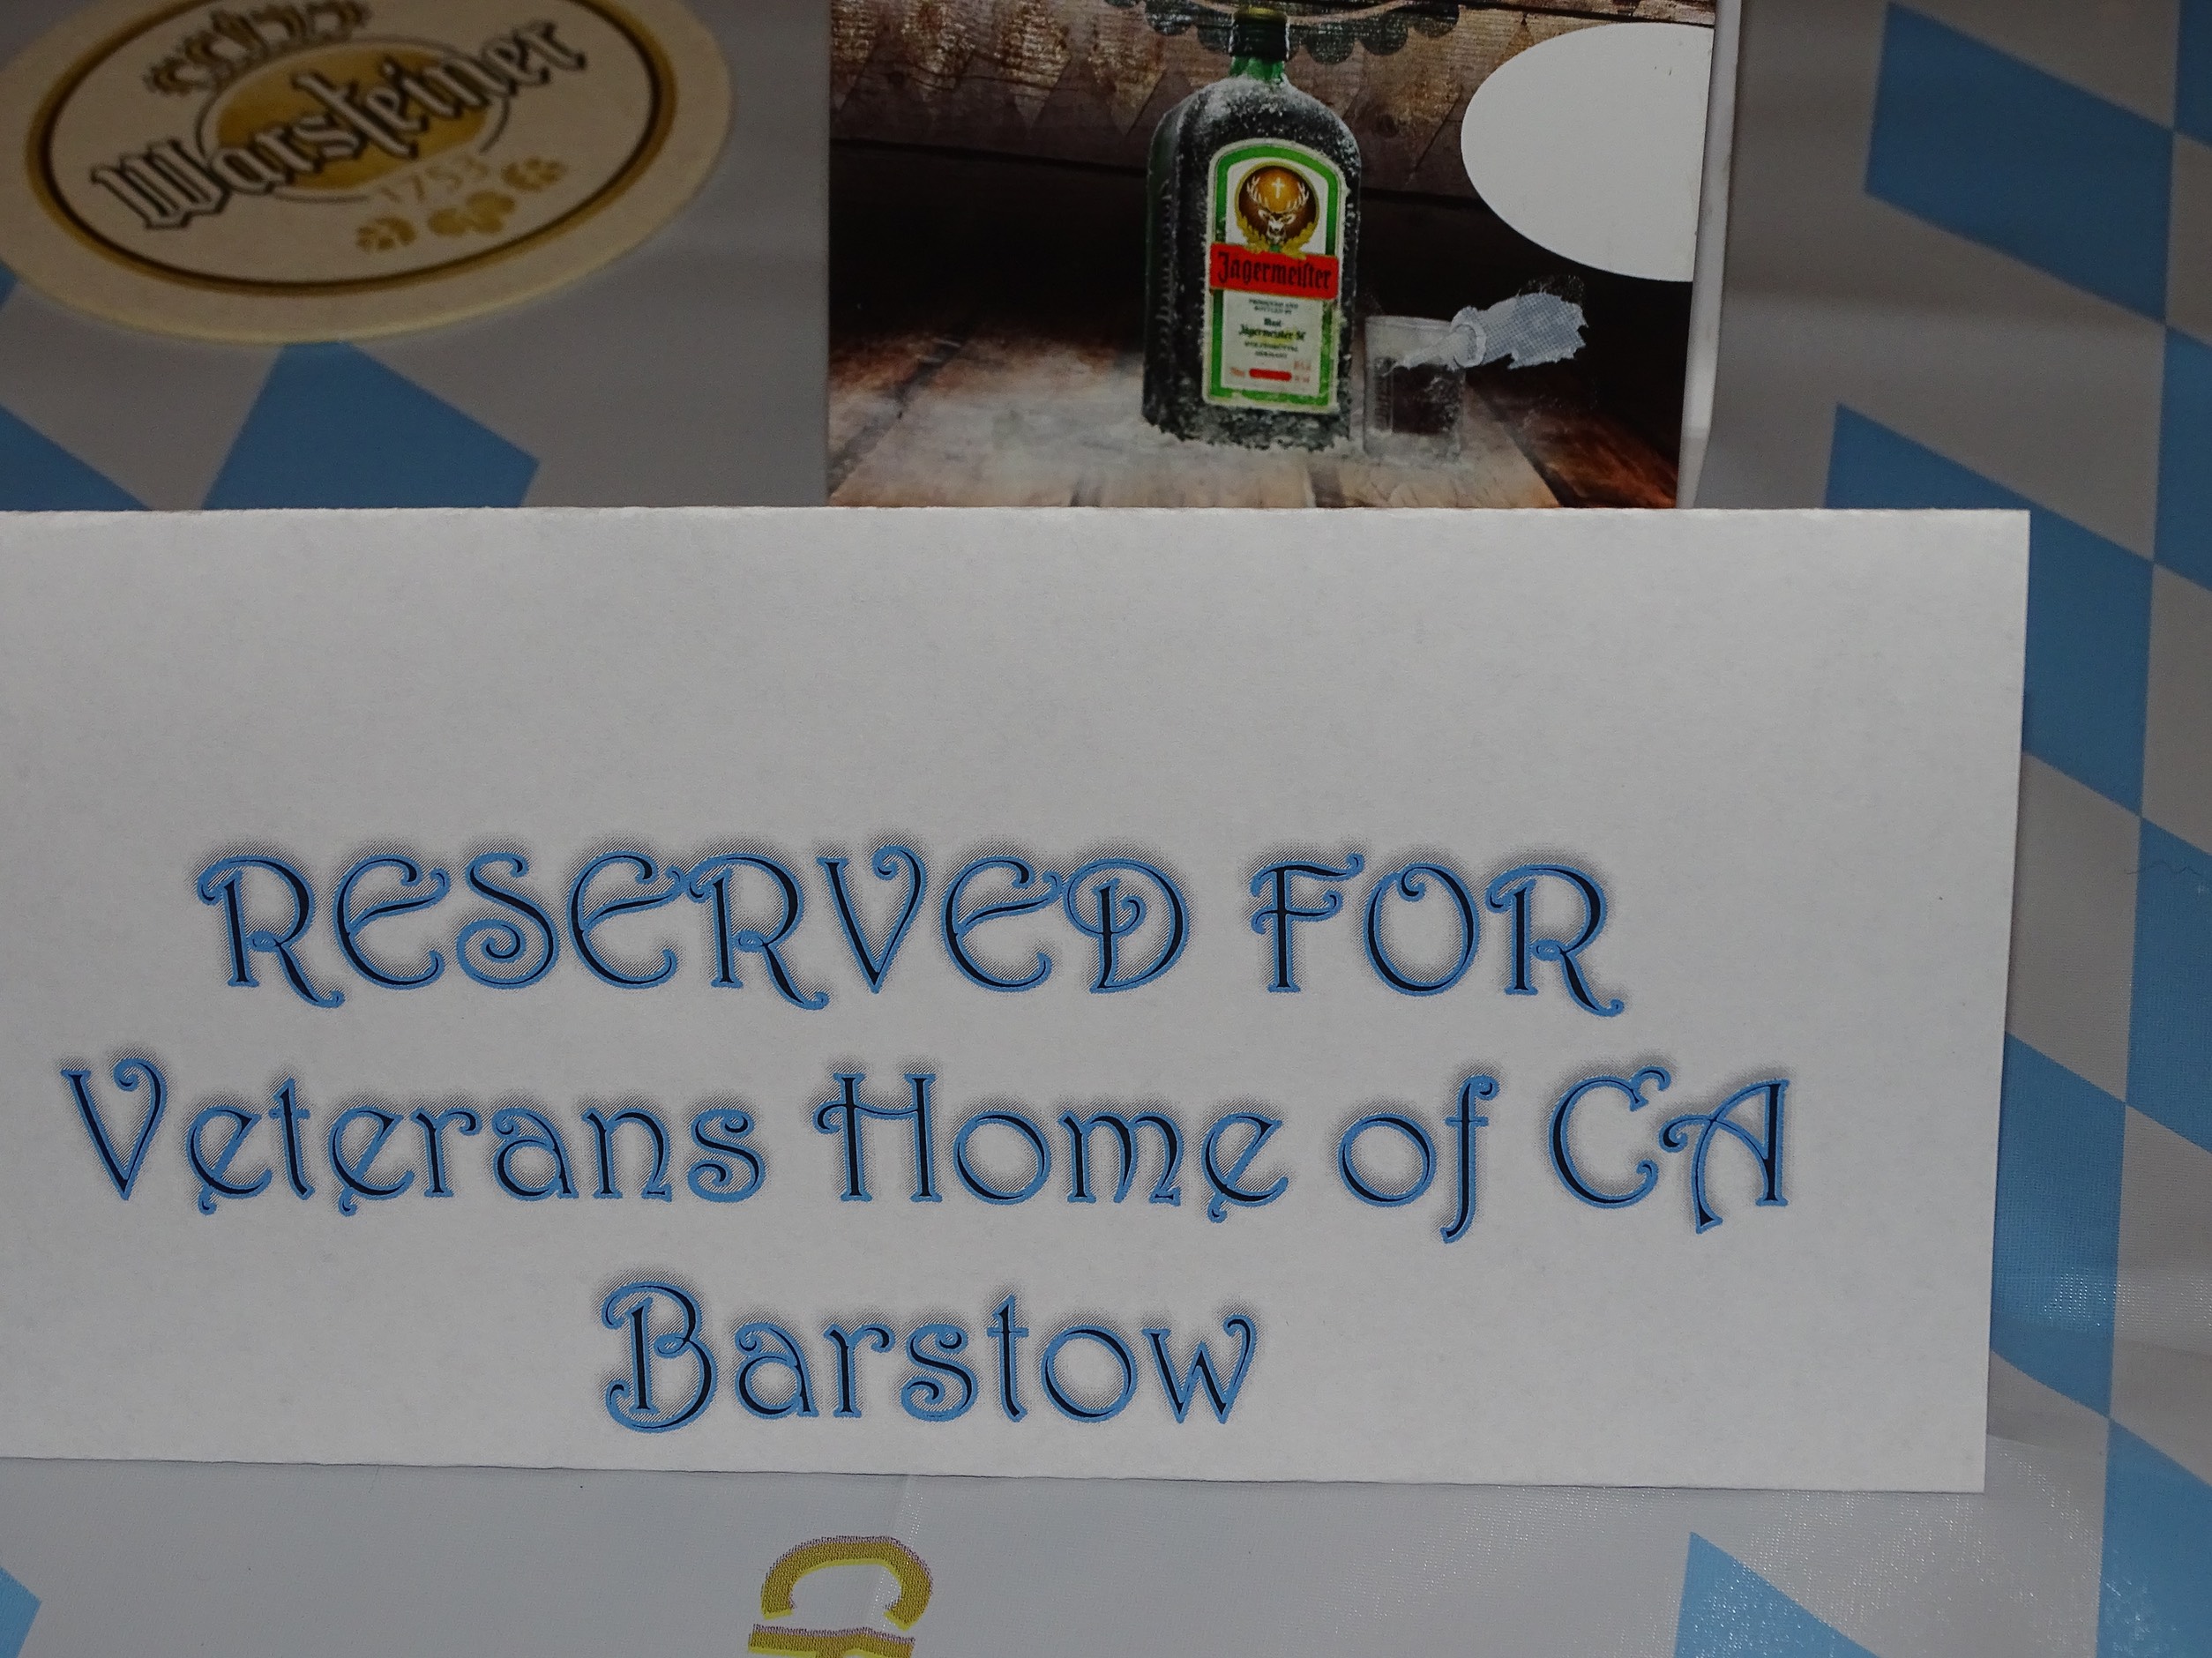 Warsteiner
1753
Jägermeister
RESERVED FOR
Veterans Home of CA
Barstow